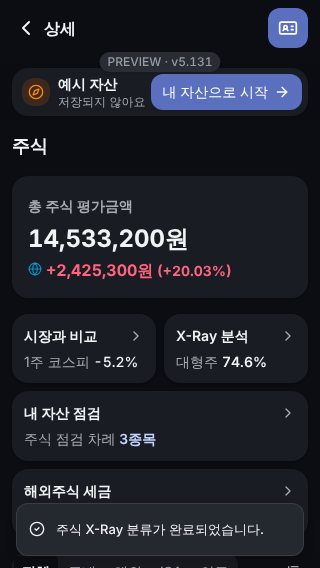 상세
PREVIEW · v5.131
예시 자산
저장되지 않아요
내 자산으로 시작
주식
총 주식 평가금액
14,533,200원
+2,425,300원 (+20.03%)
시장과 비교
1주 코스피 -5.2%
X-Ray 분석
대형주 74.6%
내 자산 점검
주식 점검 차례 3종목
해외주식 세금
주식 X-Ray 분류가 완료되었습니다.